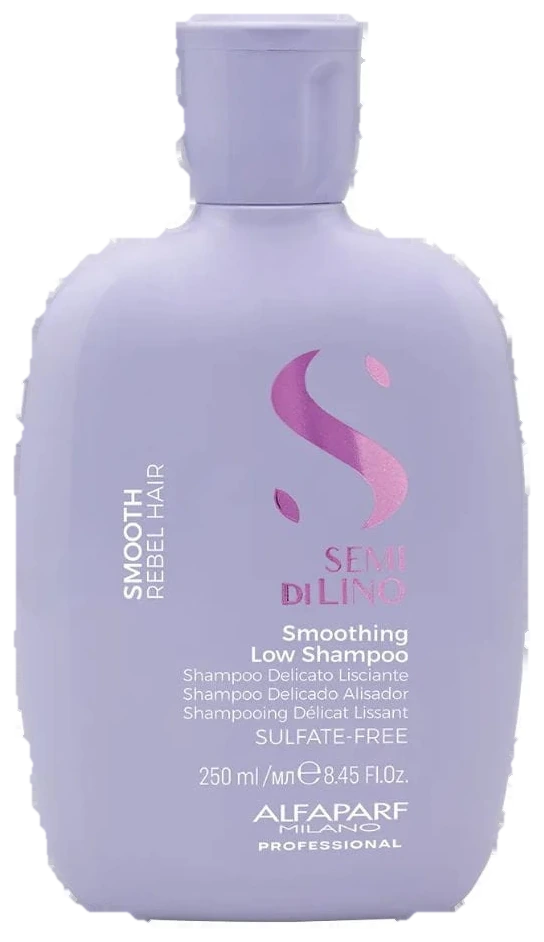 SMOOTH
REBEL HAIR
SEMI
DI LINO
Smoothing
Low Shampoo
Shampoo Delicato Lisciante
Shampoo Delicado Alisador
Shampooing Délicat Lissant
SULFATE-FREE
250 ml /мл℮8.45 Fl.Oz.
ALFAPARF
MILANO
PROFESSIONAL